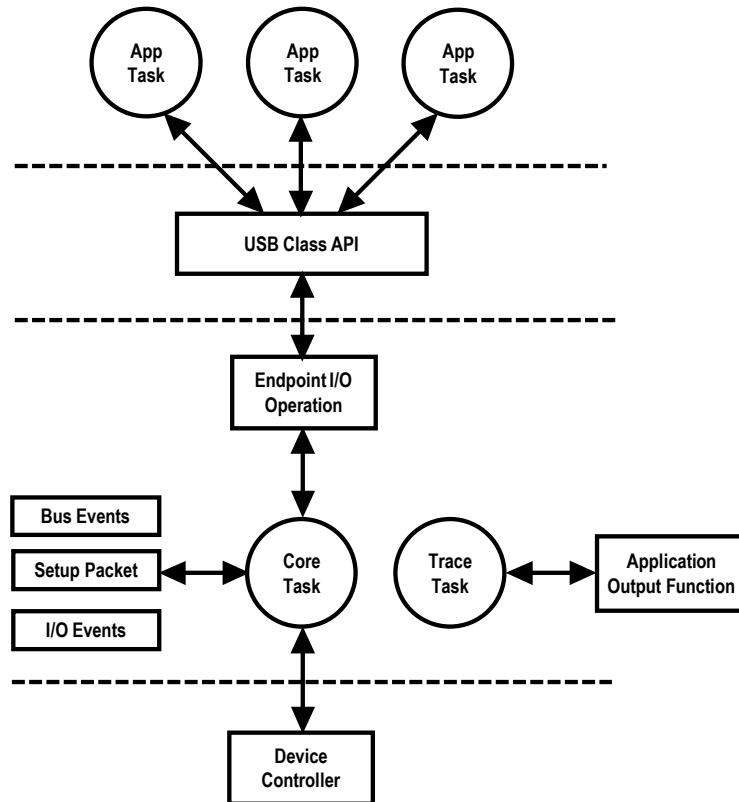 App
Task
App
Task
App
Task
USB Class API
Endpoint I/O
Operation
Bus Events
Setup Packet
I/O Events
Core
Task
Trace
Task
Application
Output Function
Device
Controller